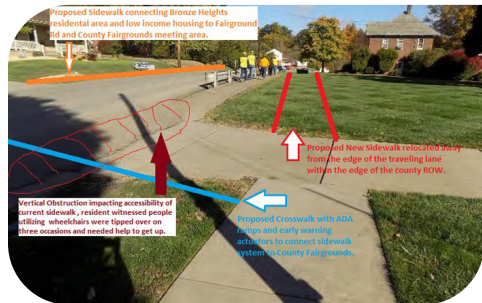 Proposed Sidewalk connecting Bronze Heights
residential area and low income housing to Fairground
Rd and County Fairgrounds meeting area.
Proposed New Sidewalk relocated away
from the edge of the traveling lane
within the edge of the county ROW.
Vertical Obstruction impacting accessibility of
current sidewalk , resident witnessed people
utilizing wheelchairs were tipped over on
three occasions and needed help to get up.
Proposed Crosswalk with ADA
ramps and early warning
actuators to connect sidewalk
system to County Fairgrounds.